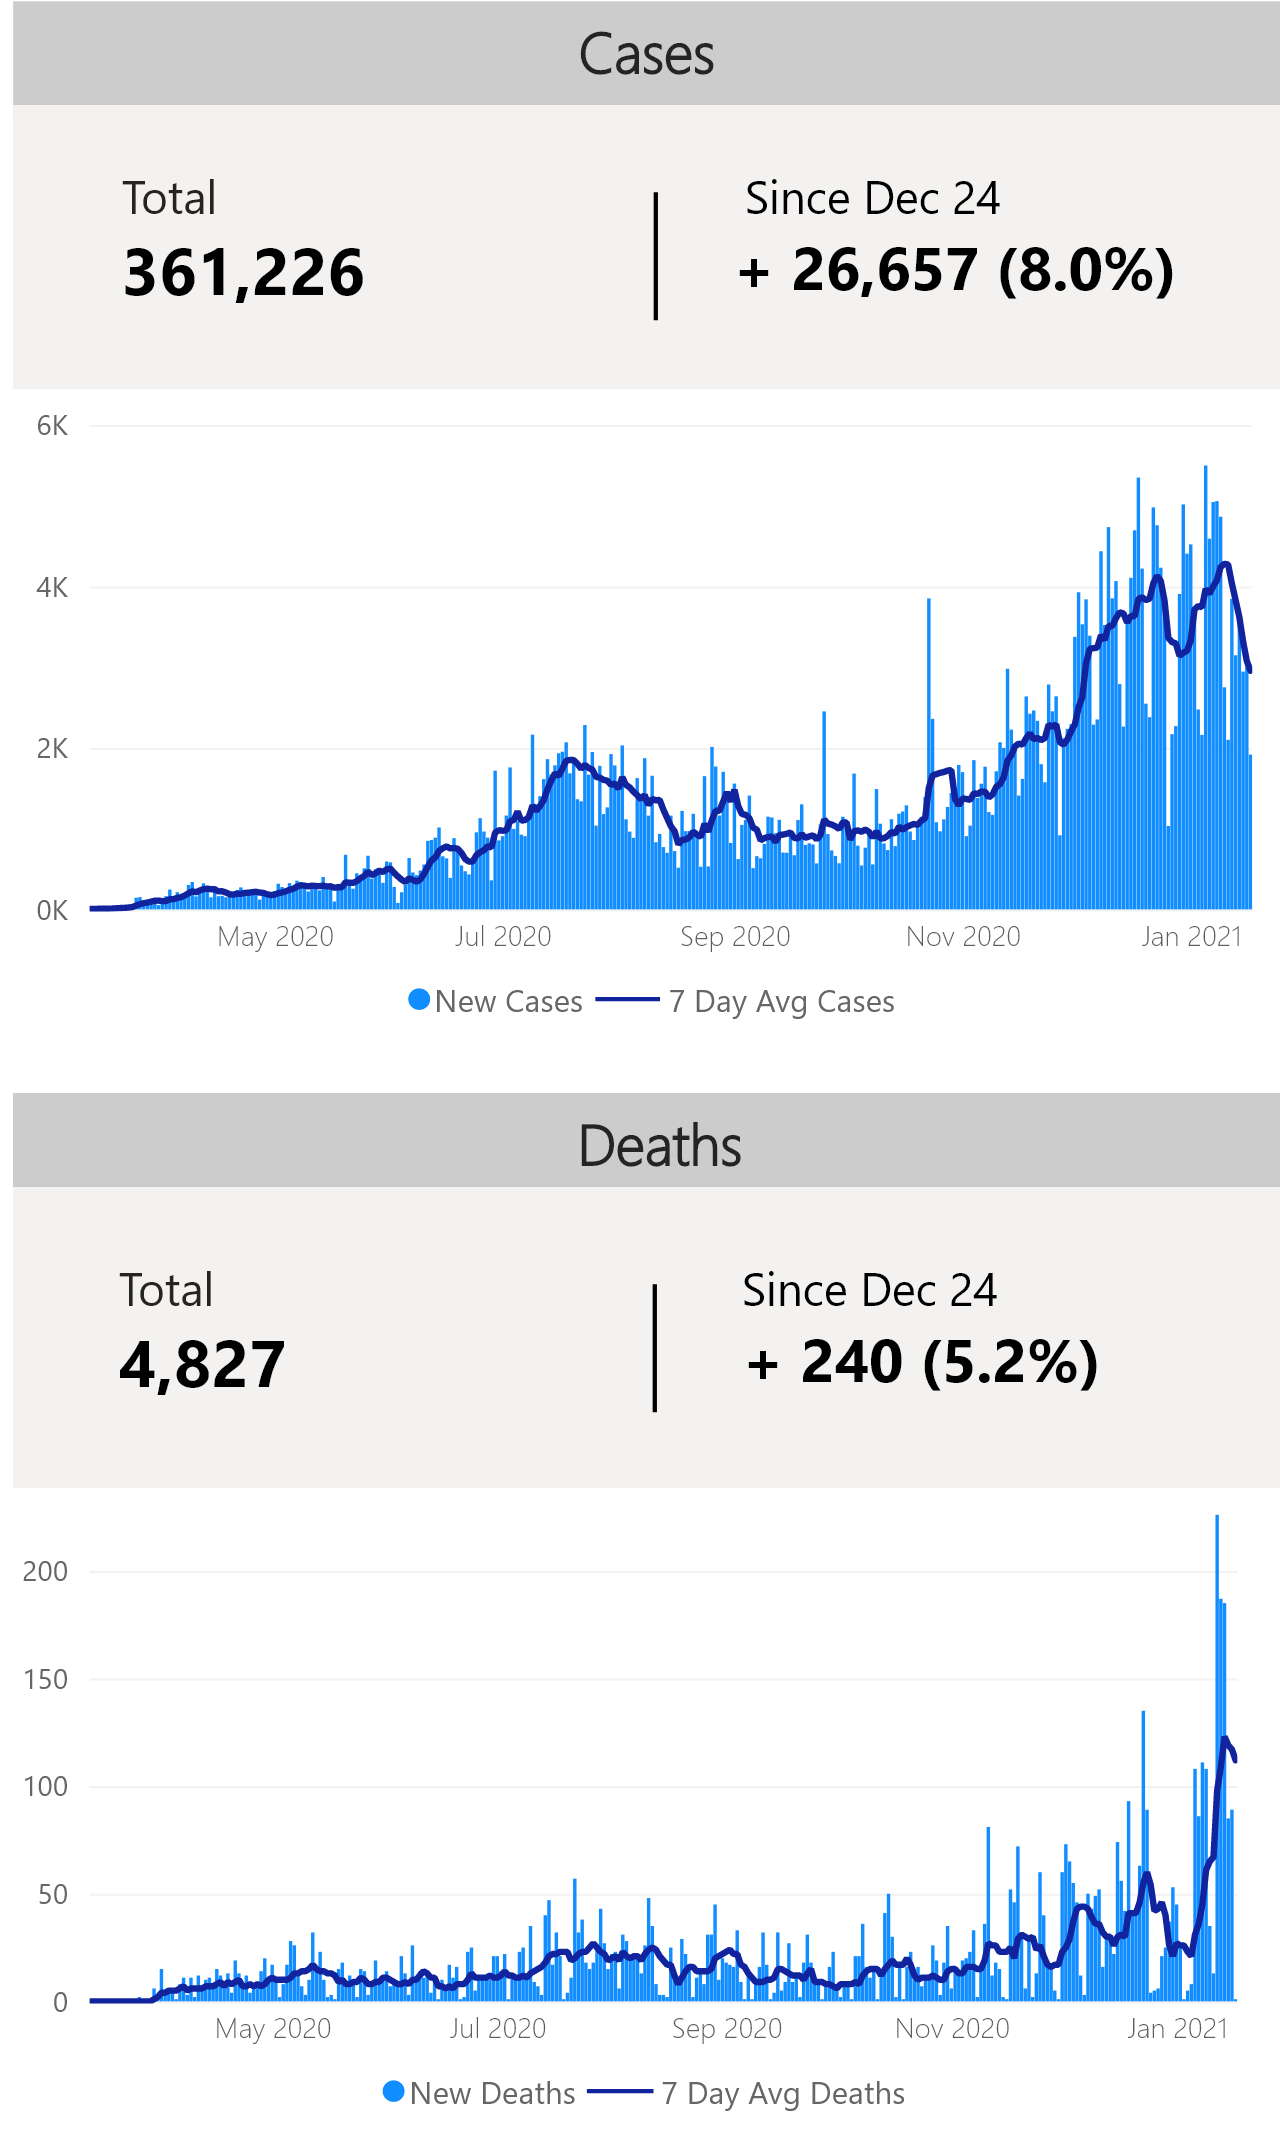 Cases
Total
Since Dec 24
361,226
+ 26,657 (8.0%)
6K
4K
2K
0K
May 2020
Jul 2020
Sep 2020
Nov 2020
Jan 2021
New Cases
7 Day Avg Cases
Deaths
Total
Since Dec 24
4,827
+ 240 (5.2%)
200
150
100
50
0
May 2020
Jul 2020
Sep 2020
Nov 2020
Jan 2021
New Deaths
7 Day Avg Deaths